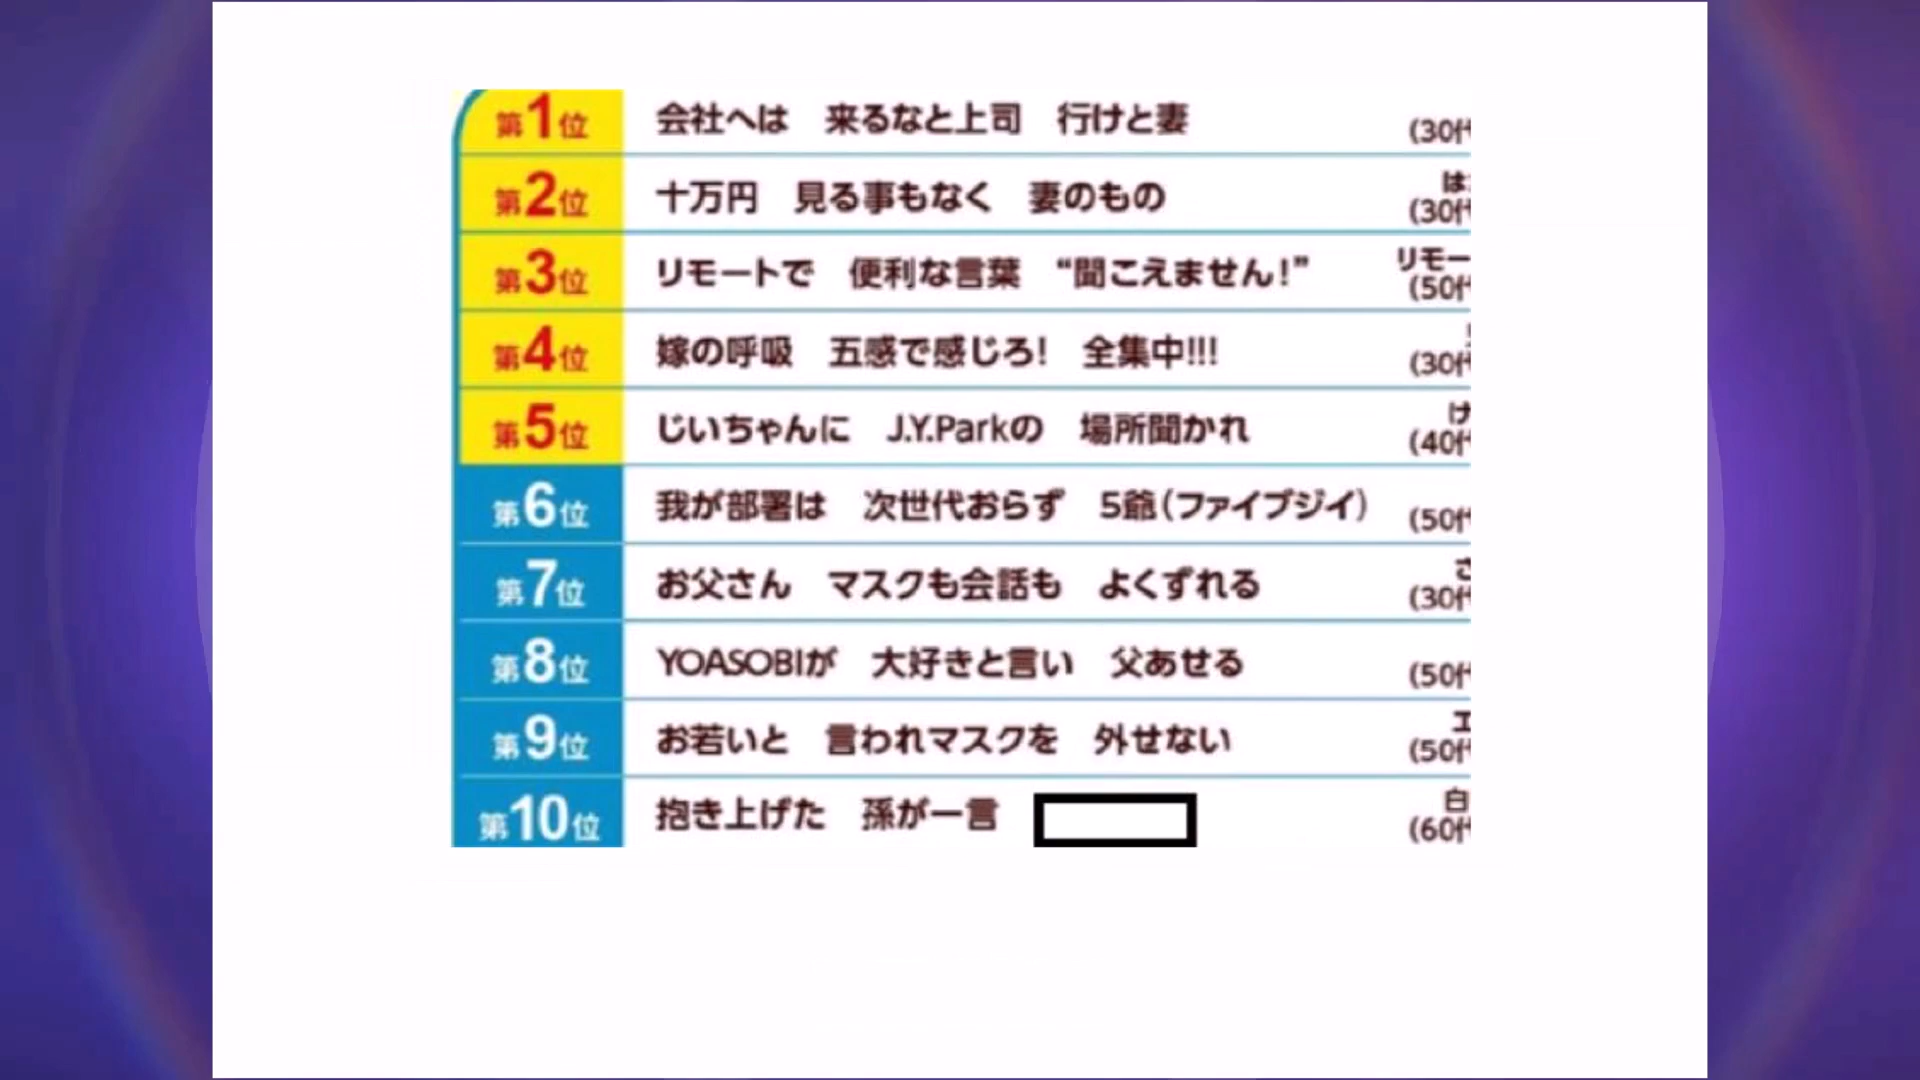 第1位 会社へは 来るなと上司 行けと妻 (30代
第2位 十万円 見る事もなく 妻のもの は (30代
第3位 リモートで 便利な言葉 “聞こえません!” リモー (50代
第4位 嫁の呼吸 五感で感じろ! 全集中!!! (30代
第5位 じいちゃんに J.Y.Parkの 場所聞かれ け (40代
第6位 我が部署は 次世代おらず 5爺(ファイブジイ) (50代
第7位 お父さん マスクも会話も よくずれる さ (30代
第8位 YOASOBIが 大好きと言い 父あせる (50代
第9位 お若いと 言われマスクを 外せない エ (50代
第10位 抱き上げた 孫が一言 白 (60代